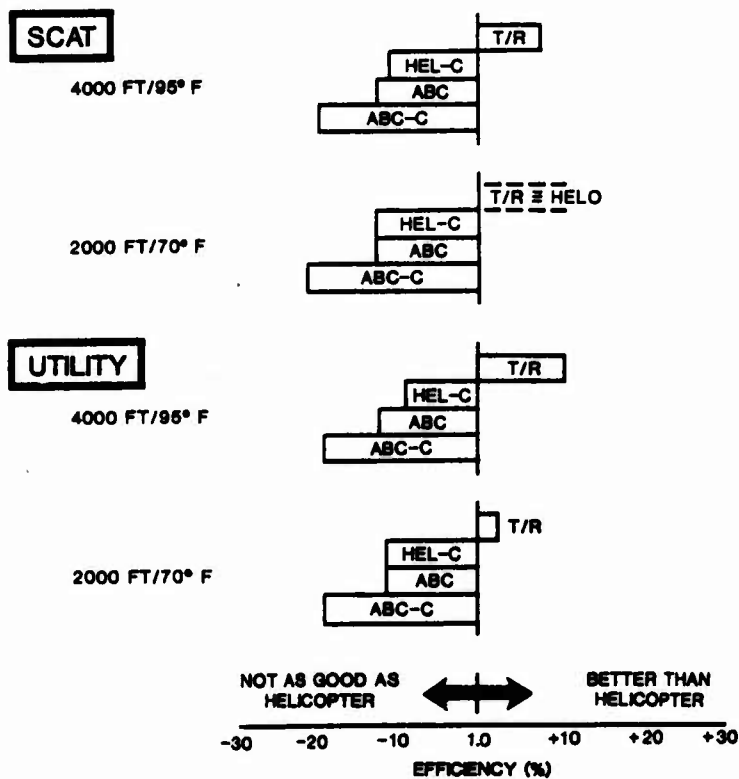 SCAT
T/R
HEL-C
4000 FT/95° F
ABC
ABC-C
T/R ≅ HELO
HEL-C
2000 FT/70° F
ABC
ABC-C
UTILITY
T/R
HEL-C
4000 FT/95° F
ABC
ABC-C
T/R
HEL-C
2000 FT/70° F
ABC
ABC-C
NOT AS GOOD AS
HELICOPTER
BETTER THAN
HELICOPTER
-30 -20 -10 1.0 +10 +20 +30
EFFICIENCY (%)